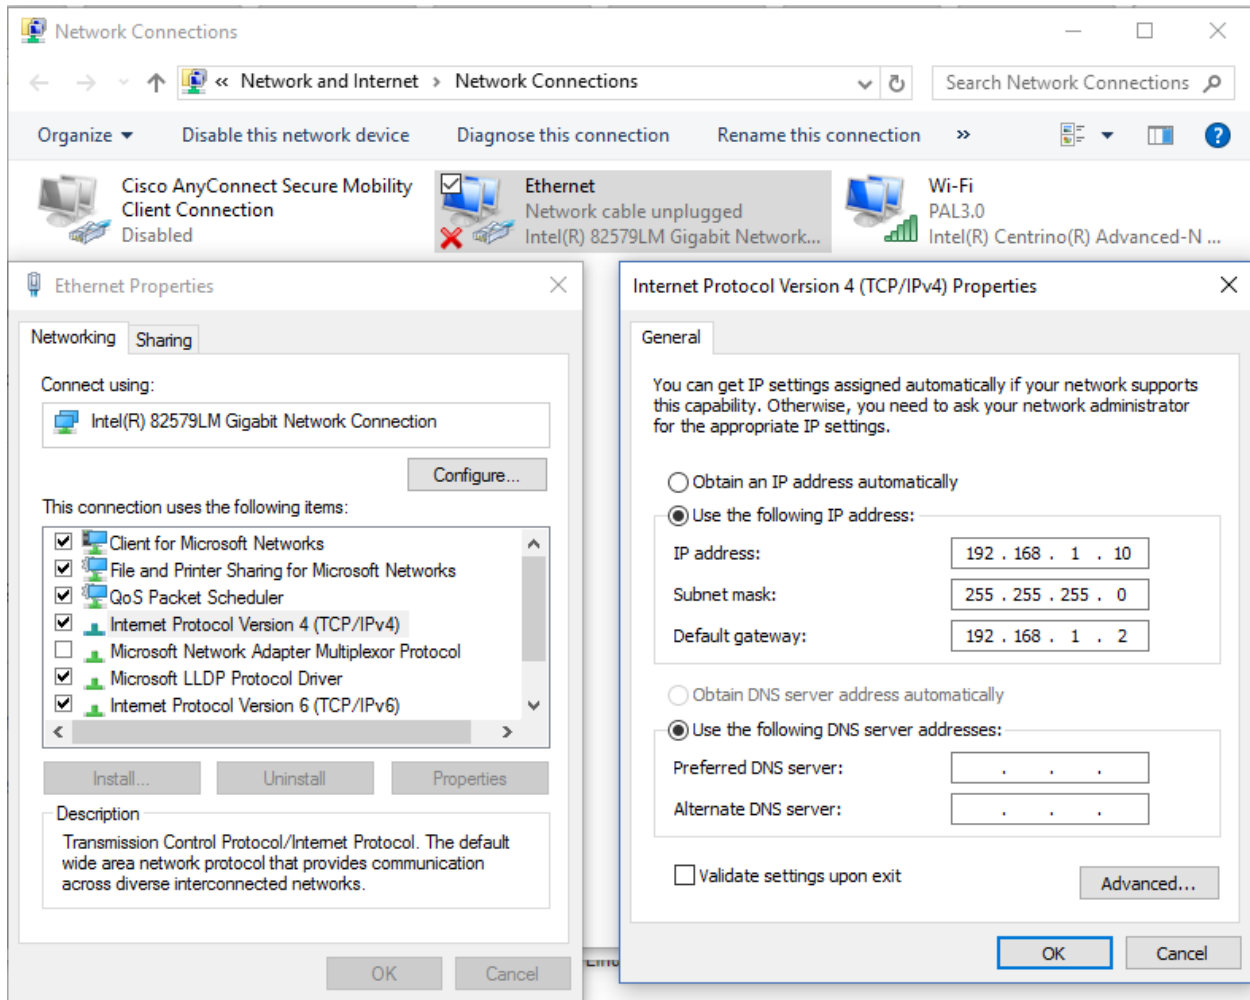 Network Connections
« Network and Internet > Network Connections
Search Network Connections
Organize
Disable this network device
Diagnose this connection
Rename this connection
»
Cisco AnyConnect Secure Mobility
Client Connection
Disabled
Ethernet
Network cable unplugged
Intel(R) 82579LM Gigabit Network...
Wi-Fi
PAL3.0
Intel(R) Centrino(R) Advanced-N ...
Ethernet Properties
Networking
Sharing
Connect using:
Intel(R) 82579LM Gigabit Network Connection
Configure...
This connection uses the following items:
Client for Microsoft Networks
File and Printer Sharing for Microsoft Networks
QoS Packet Scheduler
Internet Protocol Version 4 (TCP/IPv4)
Microsoft Network Adapter Multiplexor Protocol
Microsoft LLDP Protocol Driver
Internet Protocol Version 6 (TCP/IPv6)
Install...
Uninstall
Properties
Description
Transmission Control Protocol/Internet Protocol. The default
wide area network protocol that provides communication
across diverse interconnected networks.
OK
Cancel
Internet Protocol Version 4 (TCP/IPv4) Properties
General
You can get IP settings assigned automatically if your network supports
this capability. Otherwise, you need to ask your network administrator
for the appropriate IP settings.
Obtain an IP address automatically
Use the following IP address:
IP address:
192 . 168 . 1 . 10
Subnet mask:
255 . 255 . 255 . 0
Default gateway:
192 . 168 . 1 . 2
Obtain DNS server address automatically
Use the following DNS server addresses:
Preferred DNS server:
. . .
Alternate DNS server:
. . .
Validate settings upon exit
Advanced...
OK
Cancel